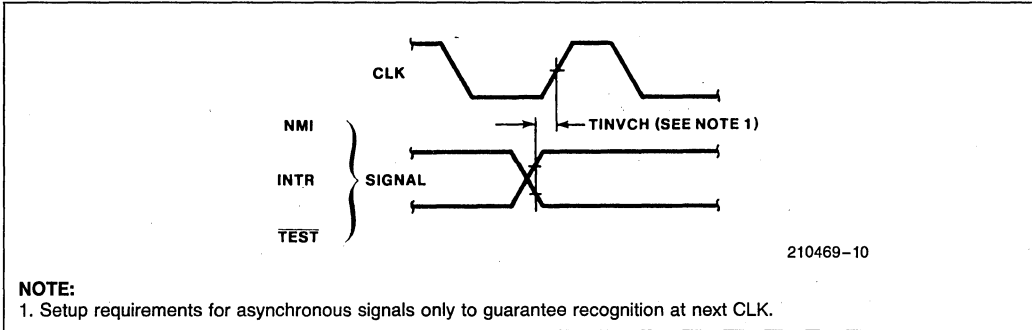 CLK
TINVCH (SEE NOTE 1)
NMI
INTR
SIGNAL
TEST
210469–10
NOTE:
1. Setup requirements for asynchronous signals only to guarantee recognition at next CLK.